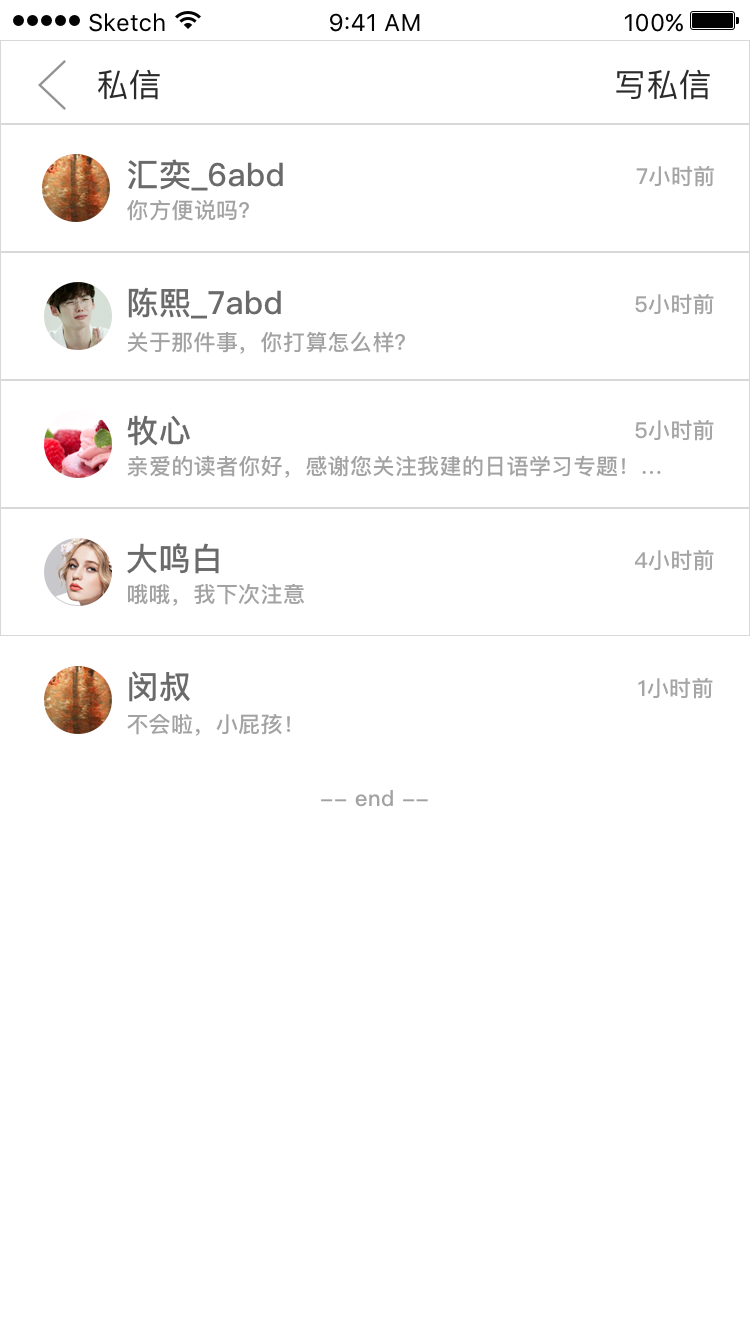 Sketch 9:41 AM 100%
私信 写私信
汇奕_6abd 7小时前
你方便说吗?
陈熙_7abd 5小时前
关于那件事，你打算怎么样?
牧心 5小时前
亲爱的读者你好，感谢您关注我建的日语学习专题！...
大鸣白 4小时前
哦哦，我下次注意
闵叔 1小时前
不会啦，小屁孩！
-- end --